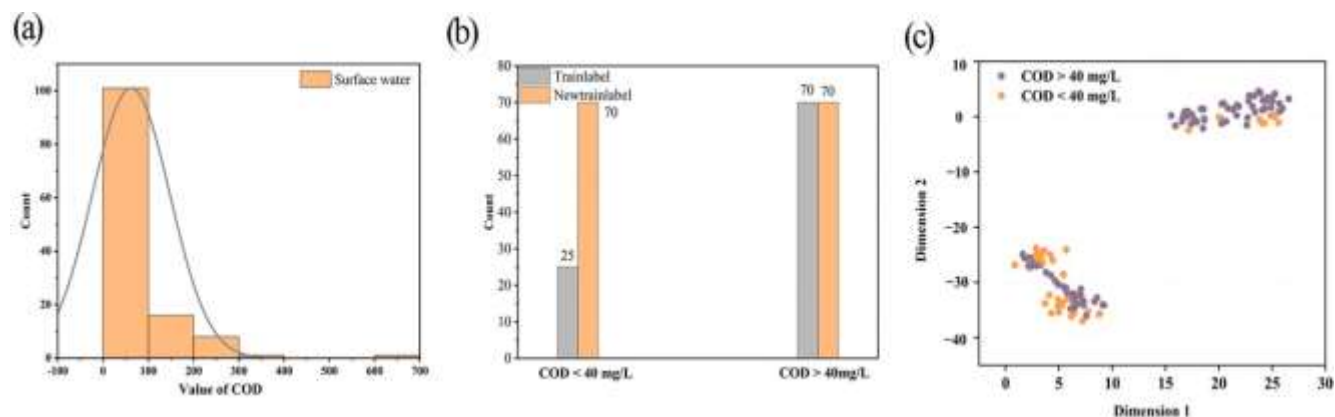 (a)
Surface water
100
80
60
40
20
0
Count
-100 0 100 200 300 400 500 600 700
Value of COD
(b)
Trainlabel
Newtrainlabel
80
70
60
50
40
30
20
10
0
Count
25
70
70 70
COD < 40 mg/L COD > 40mg/L
(c)
COD > 40 mg/L
COD < 40 mg/L
10
0
−10
−20
−30
−40
Dimension 2
0 5 10 15 20 25 30
Dimension 1